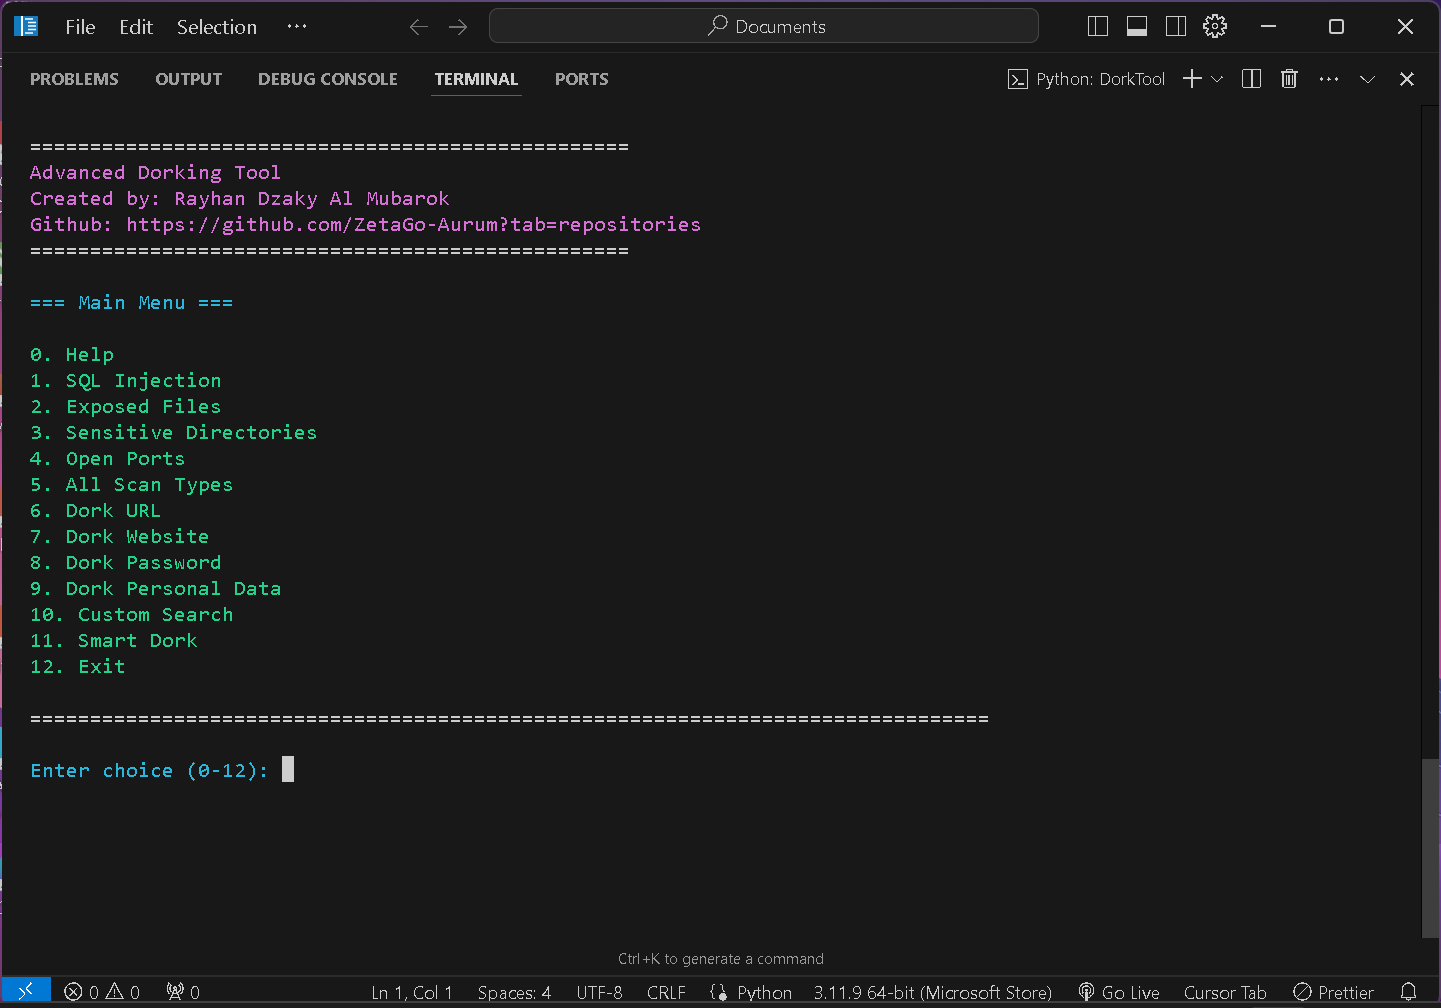 File Edit Selection ··· Documents
PROBLEMS OUTPUT DEBUG CONSOLE TERMINAL PORTS Python: DorkTool
==================================================
Advanced Dorking Tool
Created by: Rayhan Dzaky Al Mubarok
Github: https://github.com/ZetaGo-Aurum?tab=repositories
==================================================
=== Main Menu ===
0. Help
1. SQL Injection
2. Exposed Files
3. Sensitive Directories
4. Open Ports
5. All Scan Types
6. Dork URL
7. Dork Website
8. Dork Password
9. Dork Personal Data
10. Custom Search
11. Smart Dork
12. Exit
================================================================================
Enter choice (0-12):
Ctrl+K to generate a command
0 0 0 Ln 1, Col 1 Spaces: 4 UTF-8 CRLF Python 3.11.9 64-bit (Microsoft Store) Go Live Cursor Tab Prettier